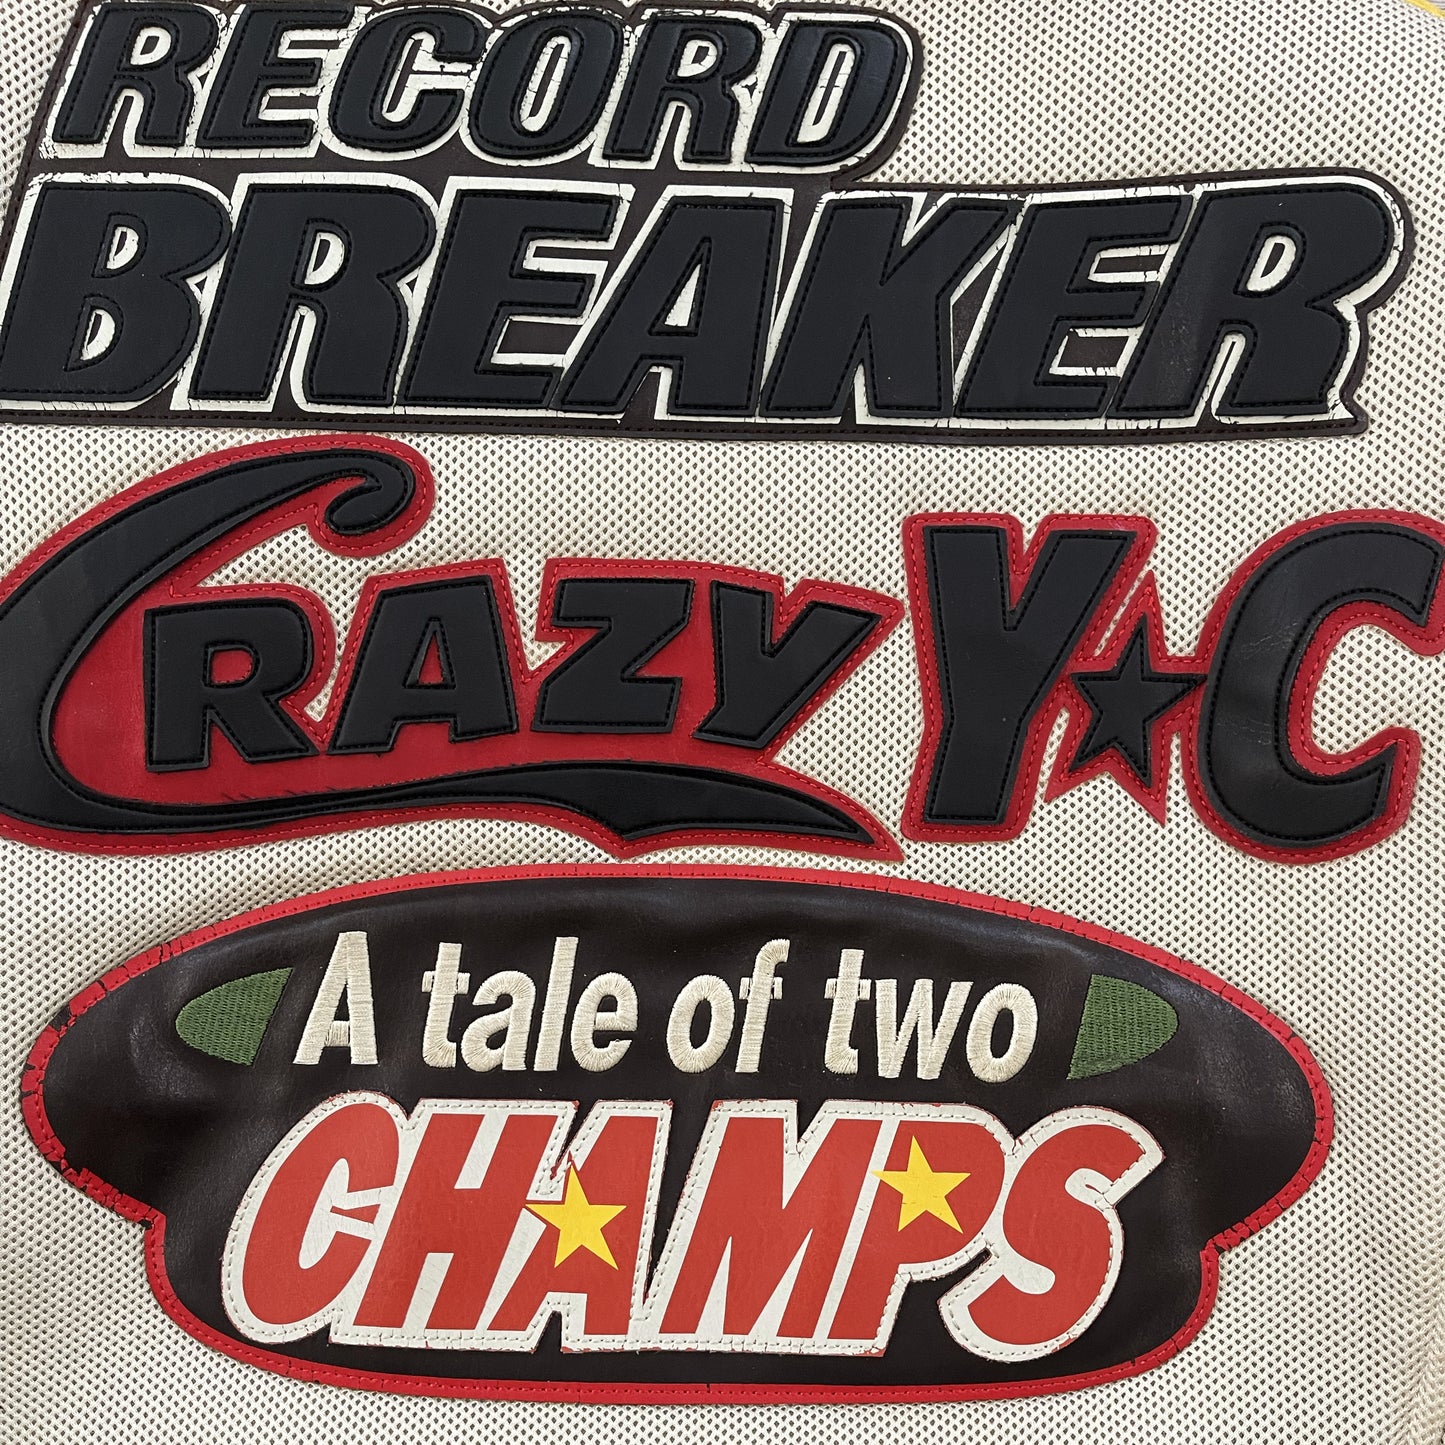 RECORD
BREAKER
CRAZY Y★C
A tale of two
CHAMPS